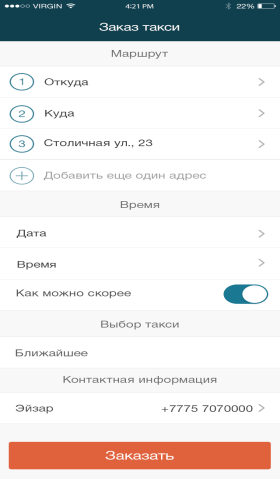 VIRGIN 4:21 PM 22%
Заказ такси
Маршрут
1 Откуда
2 Куда
3 Столичная ул., 23
Добавить еще один адрес
Время
Дата
Время
Как можно скорее
Выбор такси
Ближайшее
Контактная информация
Эйзар +7775 7070000
Заказать